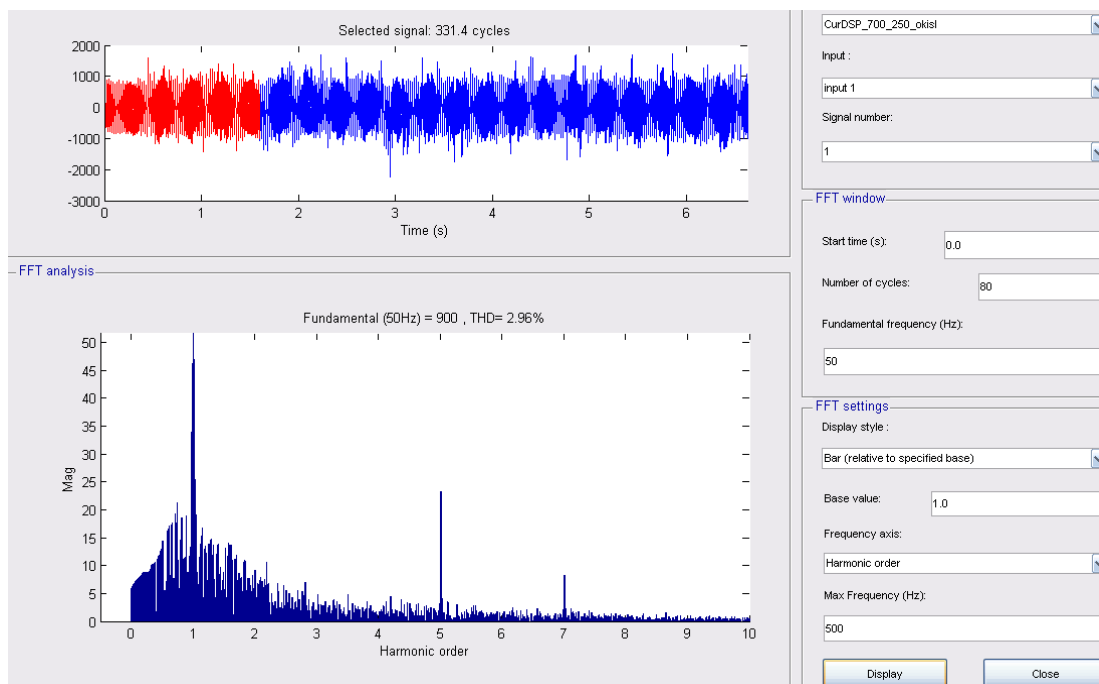 Selected signal: 331.4 cycles
2000
1000
0
-1000
-2000
-3000
0 1 2 3 4 5 6
Time (s)
FFT analysis
Fundamental (50Hz) = 900 , THD= 2.96%
50
45
40
35
30
25
20
15
10
5
0
Mag
0 1 2 3 4 5 6 7 8 9 10
Harmonic order
CurDSP_700_250_okisl
Input :
input 1
Signal number:
1
FFT window
Start time (s): 0.0
Number of cycles: 80
Fundamental frequency (Hz):
50
FFT settings
Display style :
Bar (relative to specified base)
Base value: 1.0
Frequency axis:
Harmonic order
Max Frequency (Hz):
500
Display Close